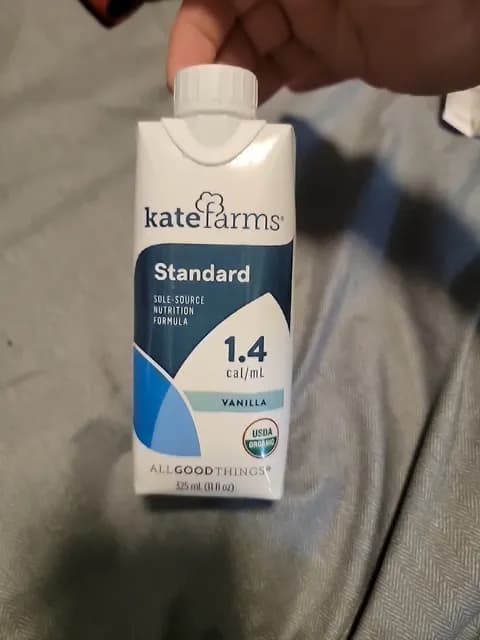 katefarms®
Standard
SOLE-SOURCE
NUTRITION
FORMULA
1.4
cal/mL
VANILLA
USDA
ORGANIC
ALLGOODTHINGS®
325 mL (11 fl oz)